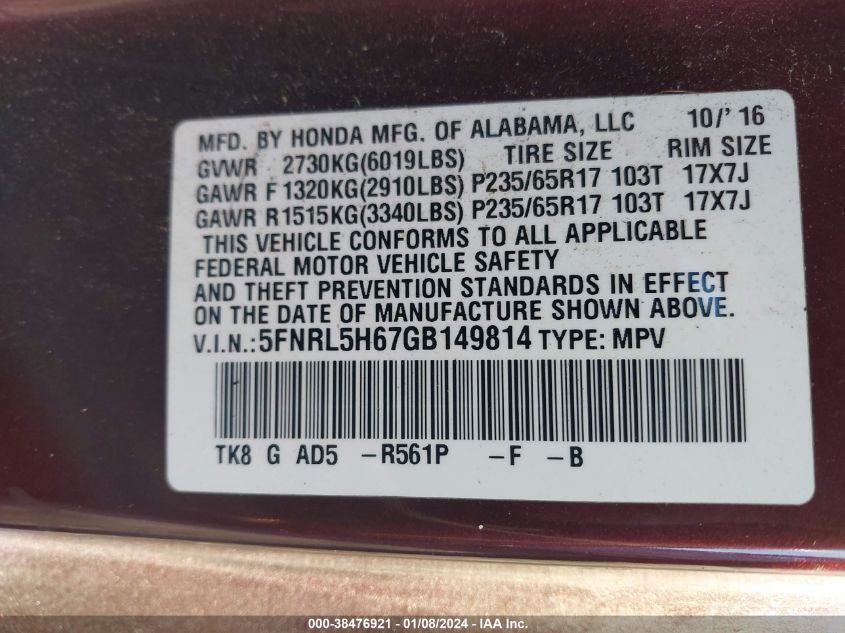 MFD. BY HONDA MFG. OF ALABAMA, LLC 10/'16
GVWR 2730KG(6019LBS) TIRE SIZE RIM SIZE
GAWR F 1320KG(2910LBS) P235/65R17 103T 17X7J
GAWR R1515KG(3340LBS) P235/65R17 103T 17X7J
THIS VEHICLE CONFORMS TO ALL APPLICABLE
FEDERAL MOTOR VEHICLE SAFETY
AND THEFT PREVENTION STANDARDS IN EFFECT
ON THE DATE OF MANUFACTURE SHOWN ABOVE.
V.I.N.: 5FNRL5H67GB149814 TYPE: MPV
TK8 G AD5 -R561P -F -B
000-38476921 - 01/08/2024 - IAA Inc.